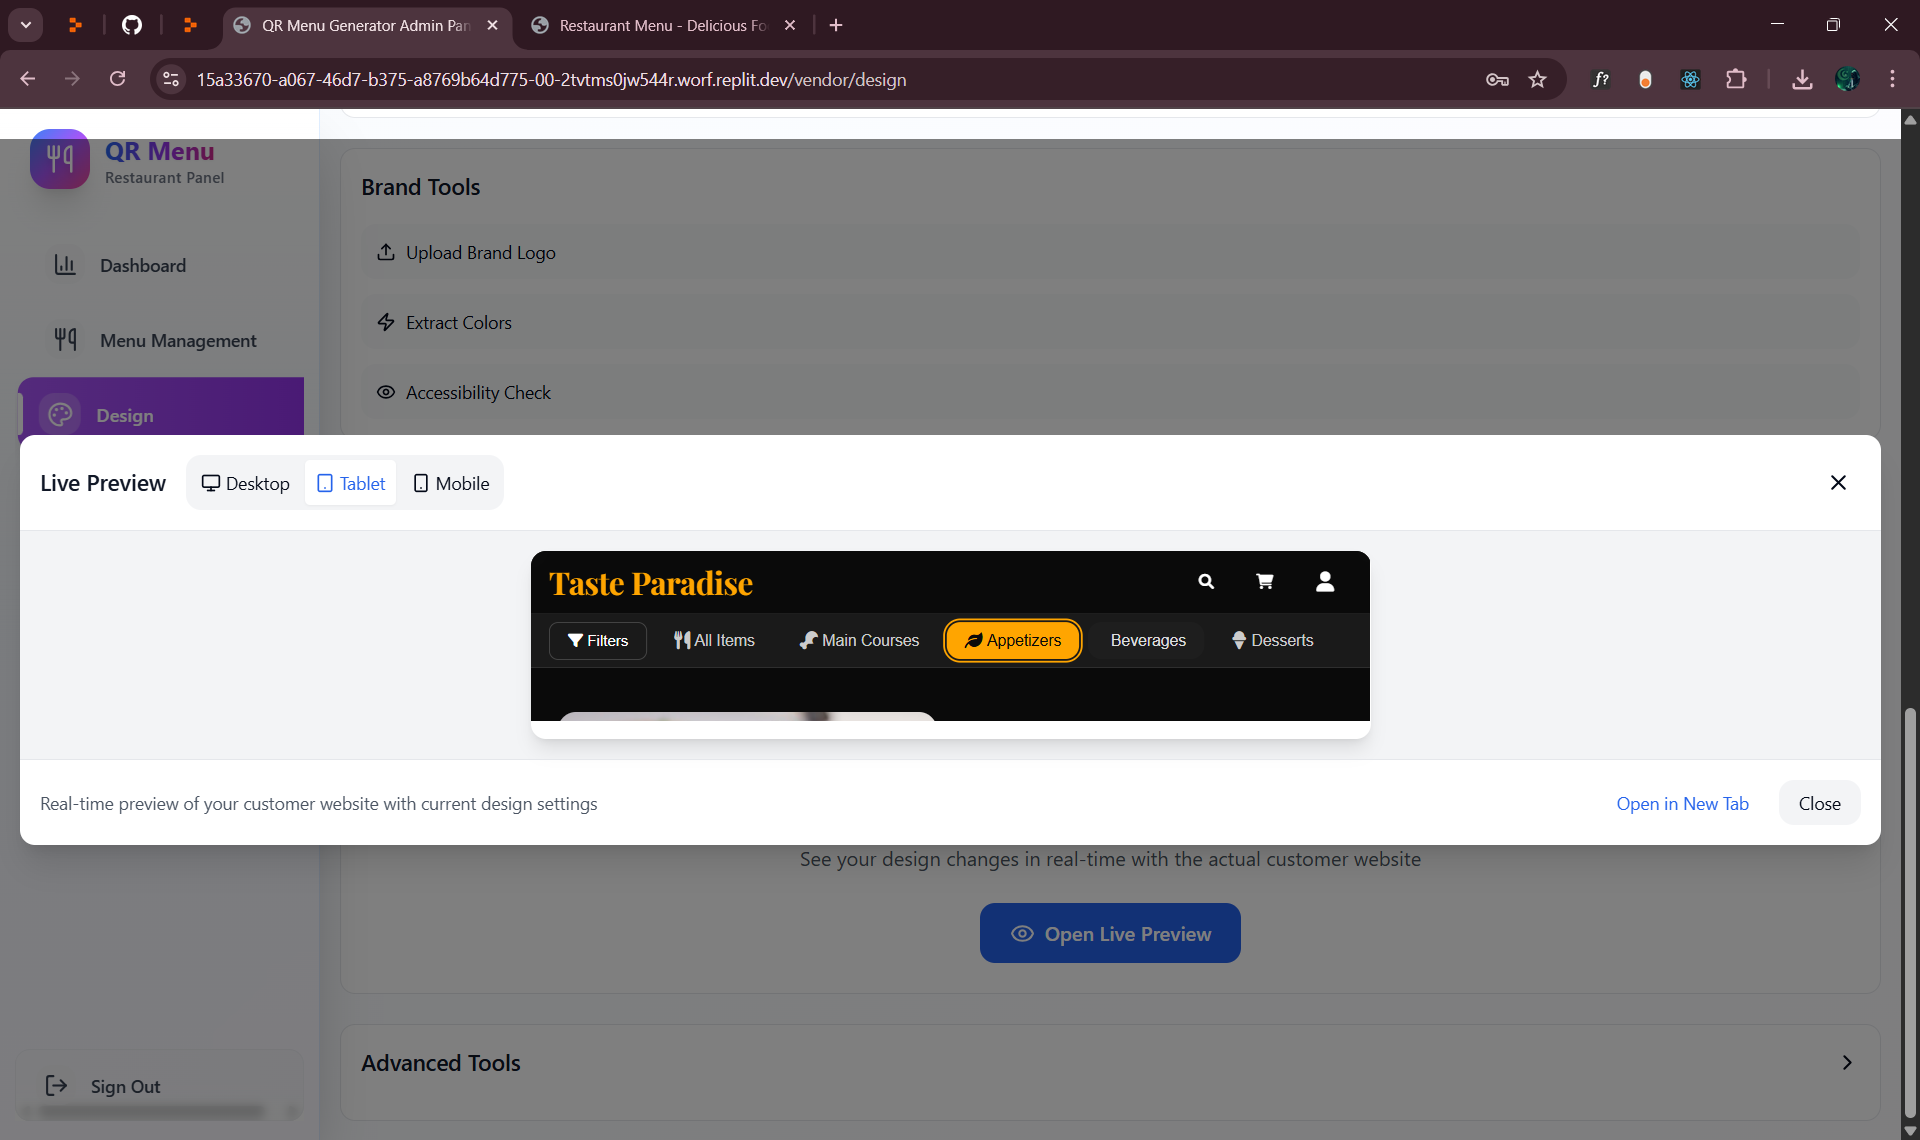 QR Menu Generator Admin Pan
Restaurant Menu - Delicious Fo
15a33670-a067-46d7-b375-a8769b64d775-00-2tvtms0jw544r.worf.replit.dev/vendor/design
f?
QR Menu
Restaurant Panel
Dashboard
Menu Management
Design
Sign Out
Brand Tools
Upload Brand Logo
Extract Colors
Accessibility Check
Live Preview
Desktop
Tablet
Mobile
Taste Paradise
Filters
All Items
Main Courses
Appetizers
Beverages
Desserts
Real-time preview of your customer website with current design settings
Open in New Tab
Close
See your design changes in real-time with the actual customer website
Open Live Preview
Advanced Tools